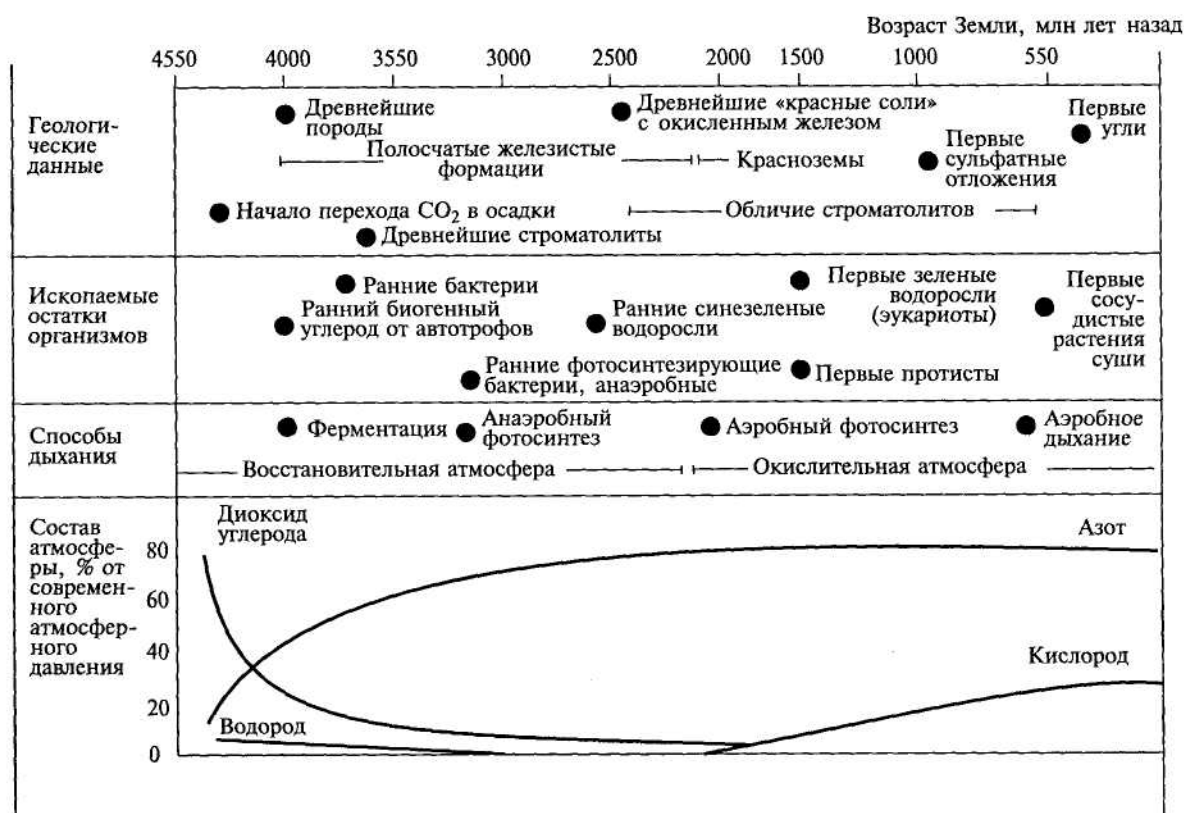 Возраст Земли, млн лет назад
4550 4000 3550 3000 2000 1500 1000 550
Геологи-
ческие
данные
Древнейшие
породы
Древнейшие «красные соли»
с окисленным железом
Первые
угли
Полосчатые железистые
формации
Красноземы
Первые
сульфатные
отложения
Начало перехода CO₂ в осадки
Обличие строматолитов
Древнейшие строматолиты
Ископаемые
остатки
организмов
Ранние бактерии
Ранний биогенный
углерод от автотрофов
Ранние синезеленые
водоросли
Первые зеленые
водоросли
(эукариоты)
Первые
сосу-
дистые
растения
суши
Ранние фотосинтезирующие
бактерии, анаэробные
Первые протисты
Способы
дыхания
Ферментация
Анаэробный
фотосинтез
Аэробный фотосинтез
Аэробное
дыхание
Восстановительная атмосфера
Окислительная атмосфера
Состав
атмосфе-
ры, % от
современ-
ного
атмосфер-
ного
давления
80
60
40
20
0
Диоксид
углерода
Азот
Кислород
Водород